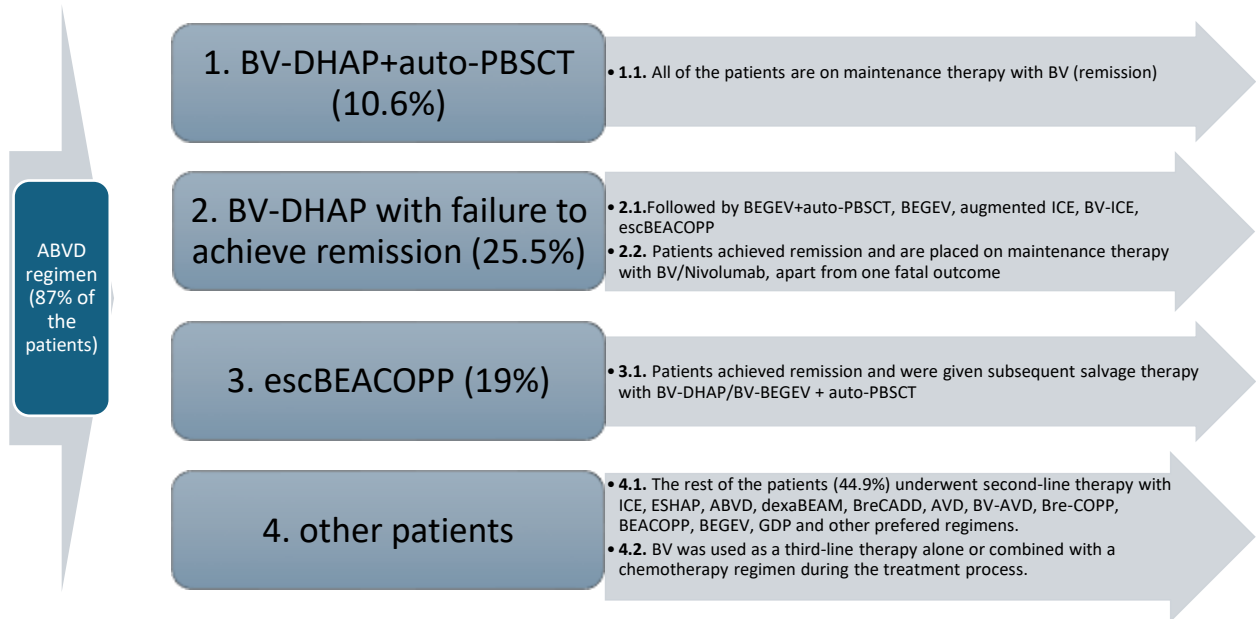 ABVD
regimen
(87% of
the
patients)
1. BV-DHAP+auto-PBSCT
(10.6%)
• 1.1. All of the patients are on maintenance therapy with BV (remission)
2. BV-DHAP with failure to
achieve remission (25.5%)
• 2.1.Followed by BEGEV+auto-PBSCT, BEGEV, augmented ICE, BV-ICE,
escBEACOPP
• 2.2. Patients achieved remission and are placed on maintenance therapy
with BV/Nivolumab, apart from one fatal outcome
3. escBEACOPP (19%)
• 3.1. Patients achieved remission and were given subsequent salvage therapy
with BV-DHAP/BV-BEGEV + auto-PBSCT
4. other patients
• 4.1. The rest of the patients (44.9%) underwent second-line therapy with
ICE, ESHAP, ABVD, dexaBEAM, BreCADD, AVD, BV-AVD, Bre-COPP,
BEACOPP, BEGEV, GDP and other prefered regimens.
• 4.2. BV was used as a third-line therapy alone or combined with a
chemotherapy regimen during the treatment process.